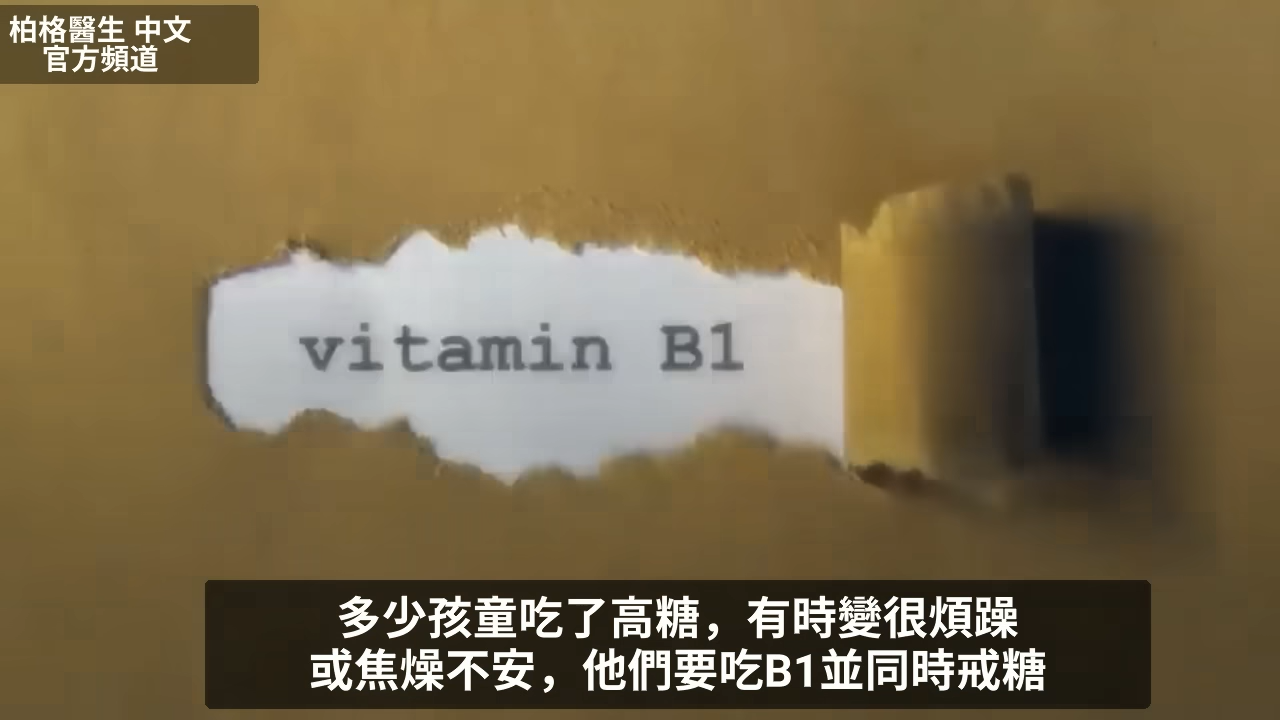 柏格醫生 中文
官方頻道
vitamin B1
多少孩童吃了高糖，有時變很煩躁
或焦燥不安，他們要吃B1並同時戒糖